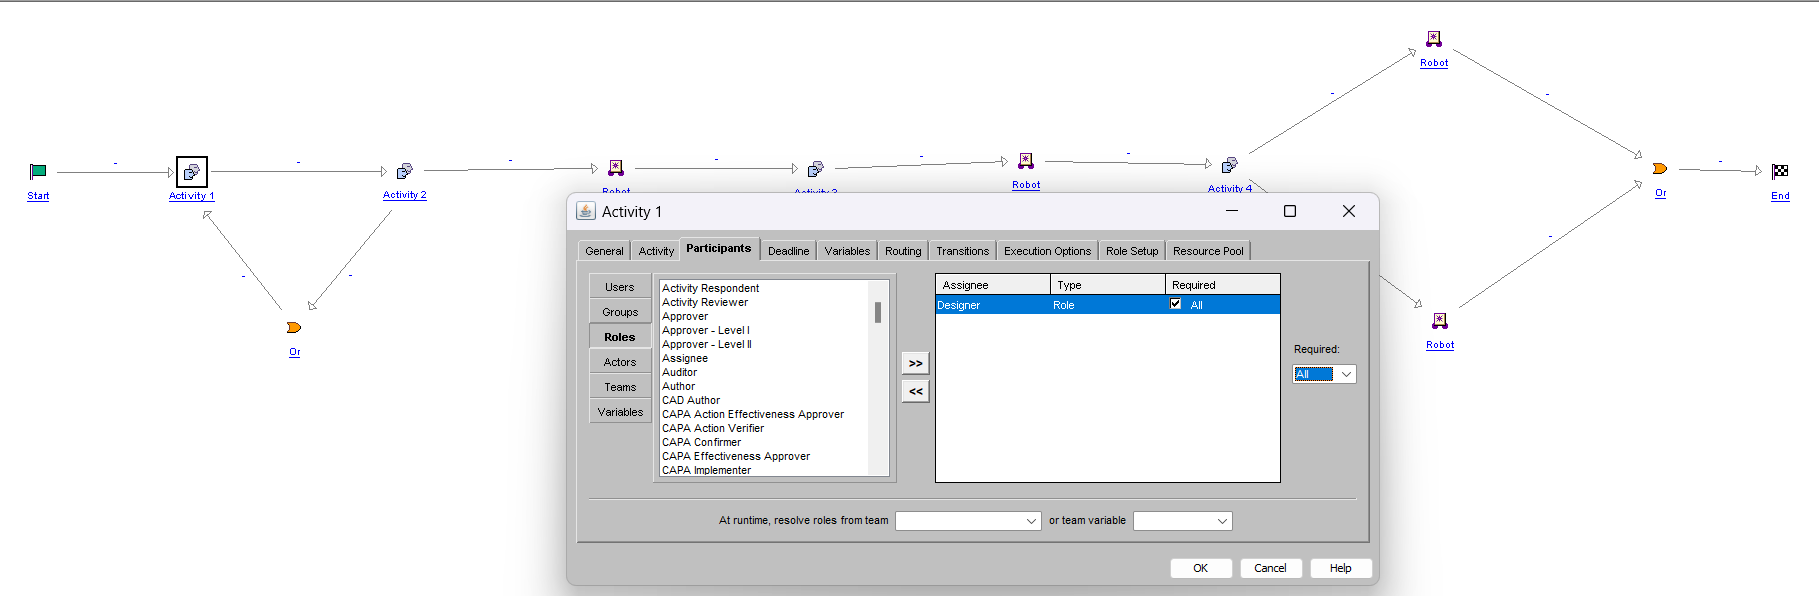 Robot
Start
Activity 1
Activity 2
Robot
Activity 3
Robot
Activity 4
Or
End
Or
Robot
Activity 1
General Activity Participants Deadline Variables Routing Transitions Execution Options Role Setup Resource Pool
Users
Groups
Roles
Actors
Teams
Variables
Activity Respondent
Activity Reviewer
Approver
Approver - Level I
Approver - Level II
Assignee
Auditor
Author
CAD Author
CAPA Action Effectiveness Approver
CAPA Action Verifier
CAPA Confirmer
CAPA Effectiveness Approver
CAPA Implementer
>>
<<
Assignee Type Required
Designer Role All
Required:
All
At runtime, resolve roles from team or team variable
OK Cancel Help